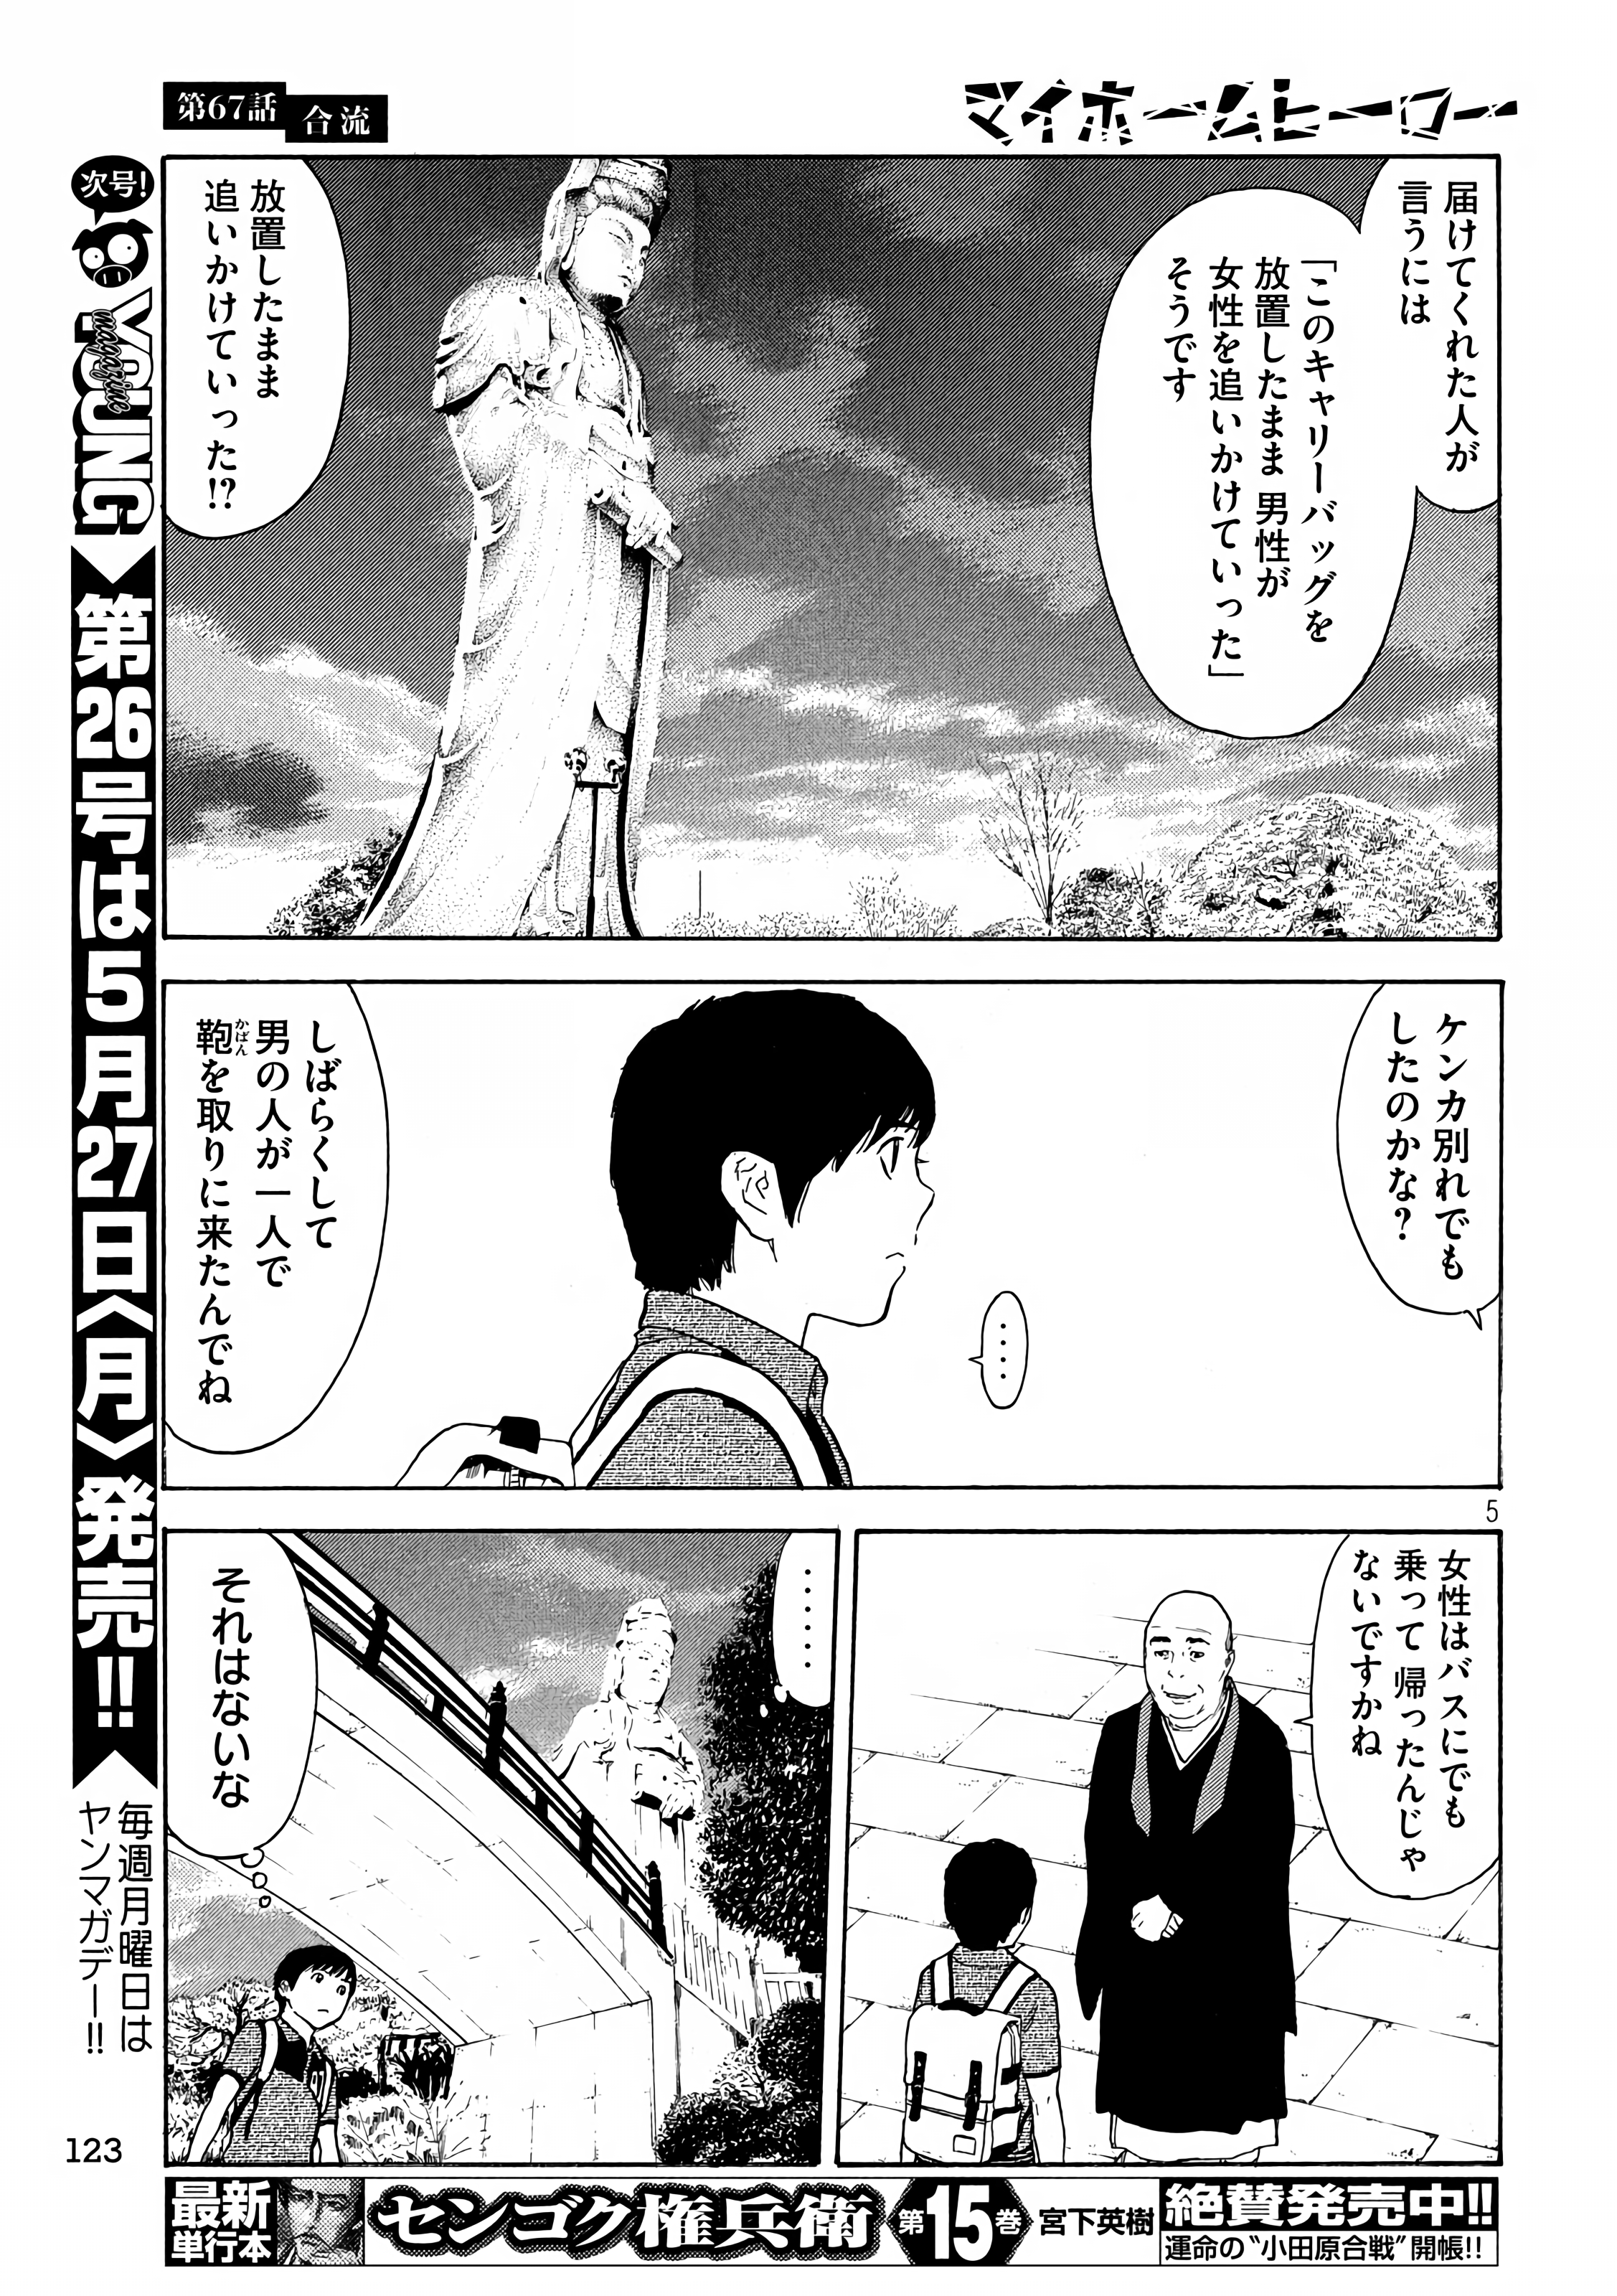 マイホームヒーロー
第67話
合流
届けてくれた人が
言うには
「このキャリーバッグを
放置したまま 男性が
女性を追いかけていった」
そうです
放置したまま
追いかけていった!?
ケンカ別れでも
したのかな?
‥‥
しばらくして
男の人が一人で
鞄を取りに来たんでね
かばん
5
女性はバスにでも
乗って 帰ったんじゃ
ないですかね
‥‥‥
それはないな
次号!
YOUNG
magazine
第26号は5月27日〈月〉発売!!
毎週月曜日は
ヤンマガデー!!
123
最新
単行本
センゴク権兵衛
第15巻
宮下英樹
絶賛発売中!!
運命の〝小田原合戦〟開帳!!